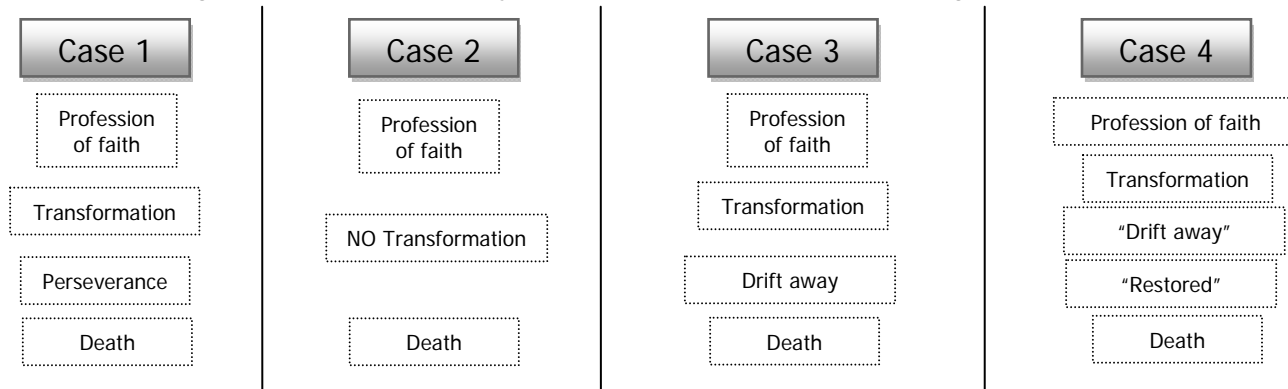 Case 1
Profession
of faith
Transformation
Perseverance
Death
Case 2
Profession
of faith
NO Transformation
Death
Case 3
Profession
of faith
Transformation
Drift away
Death
Case 4
Profession of faith
Transformation
“Drift away”
“Restored”
Death